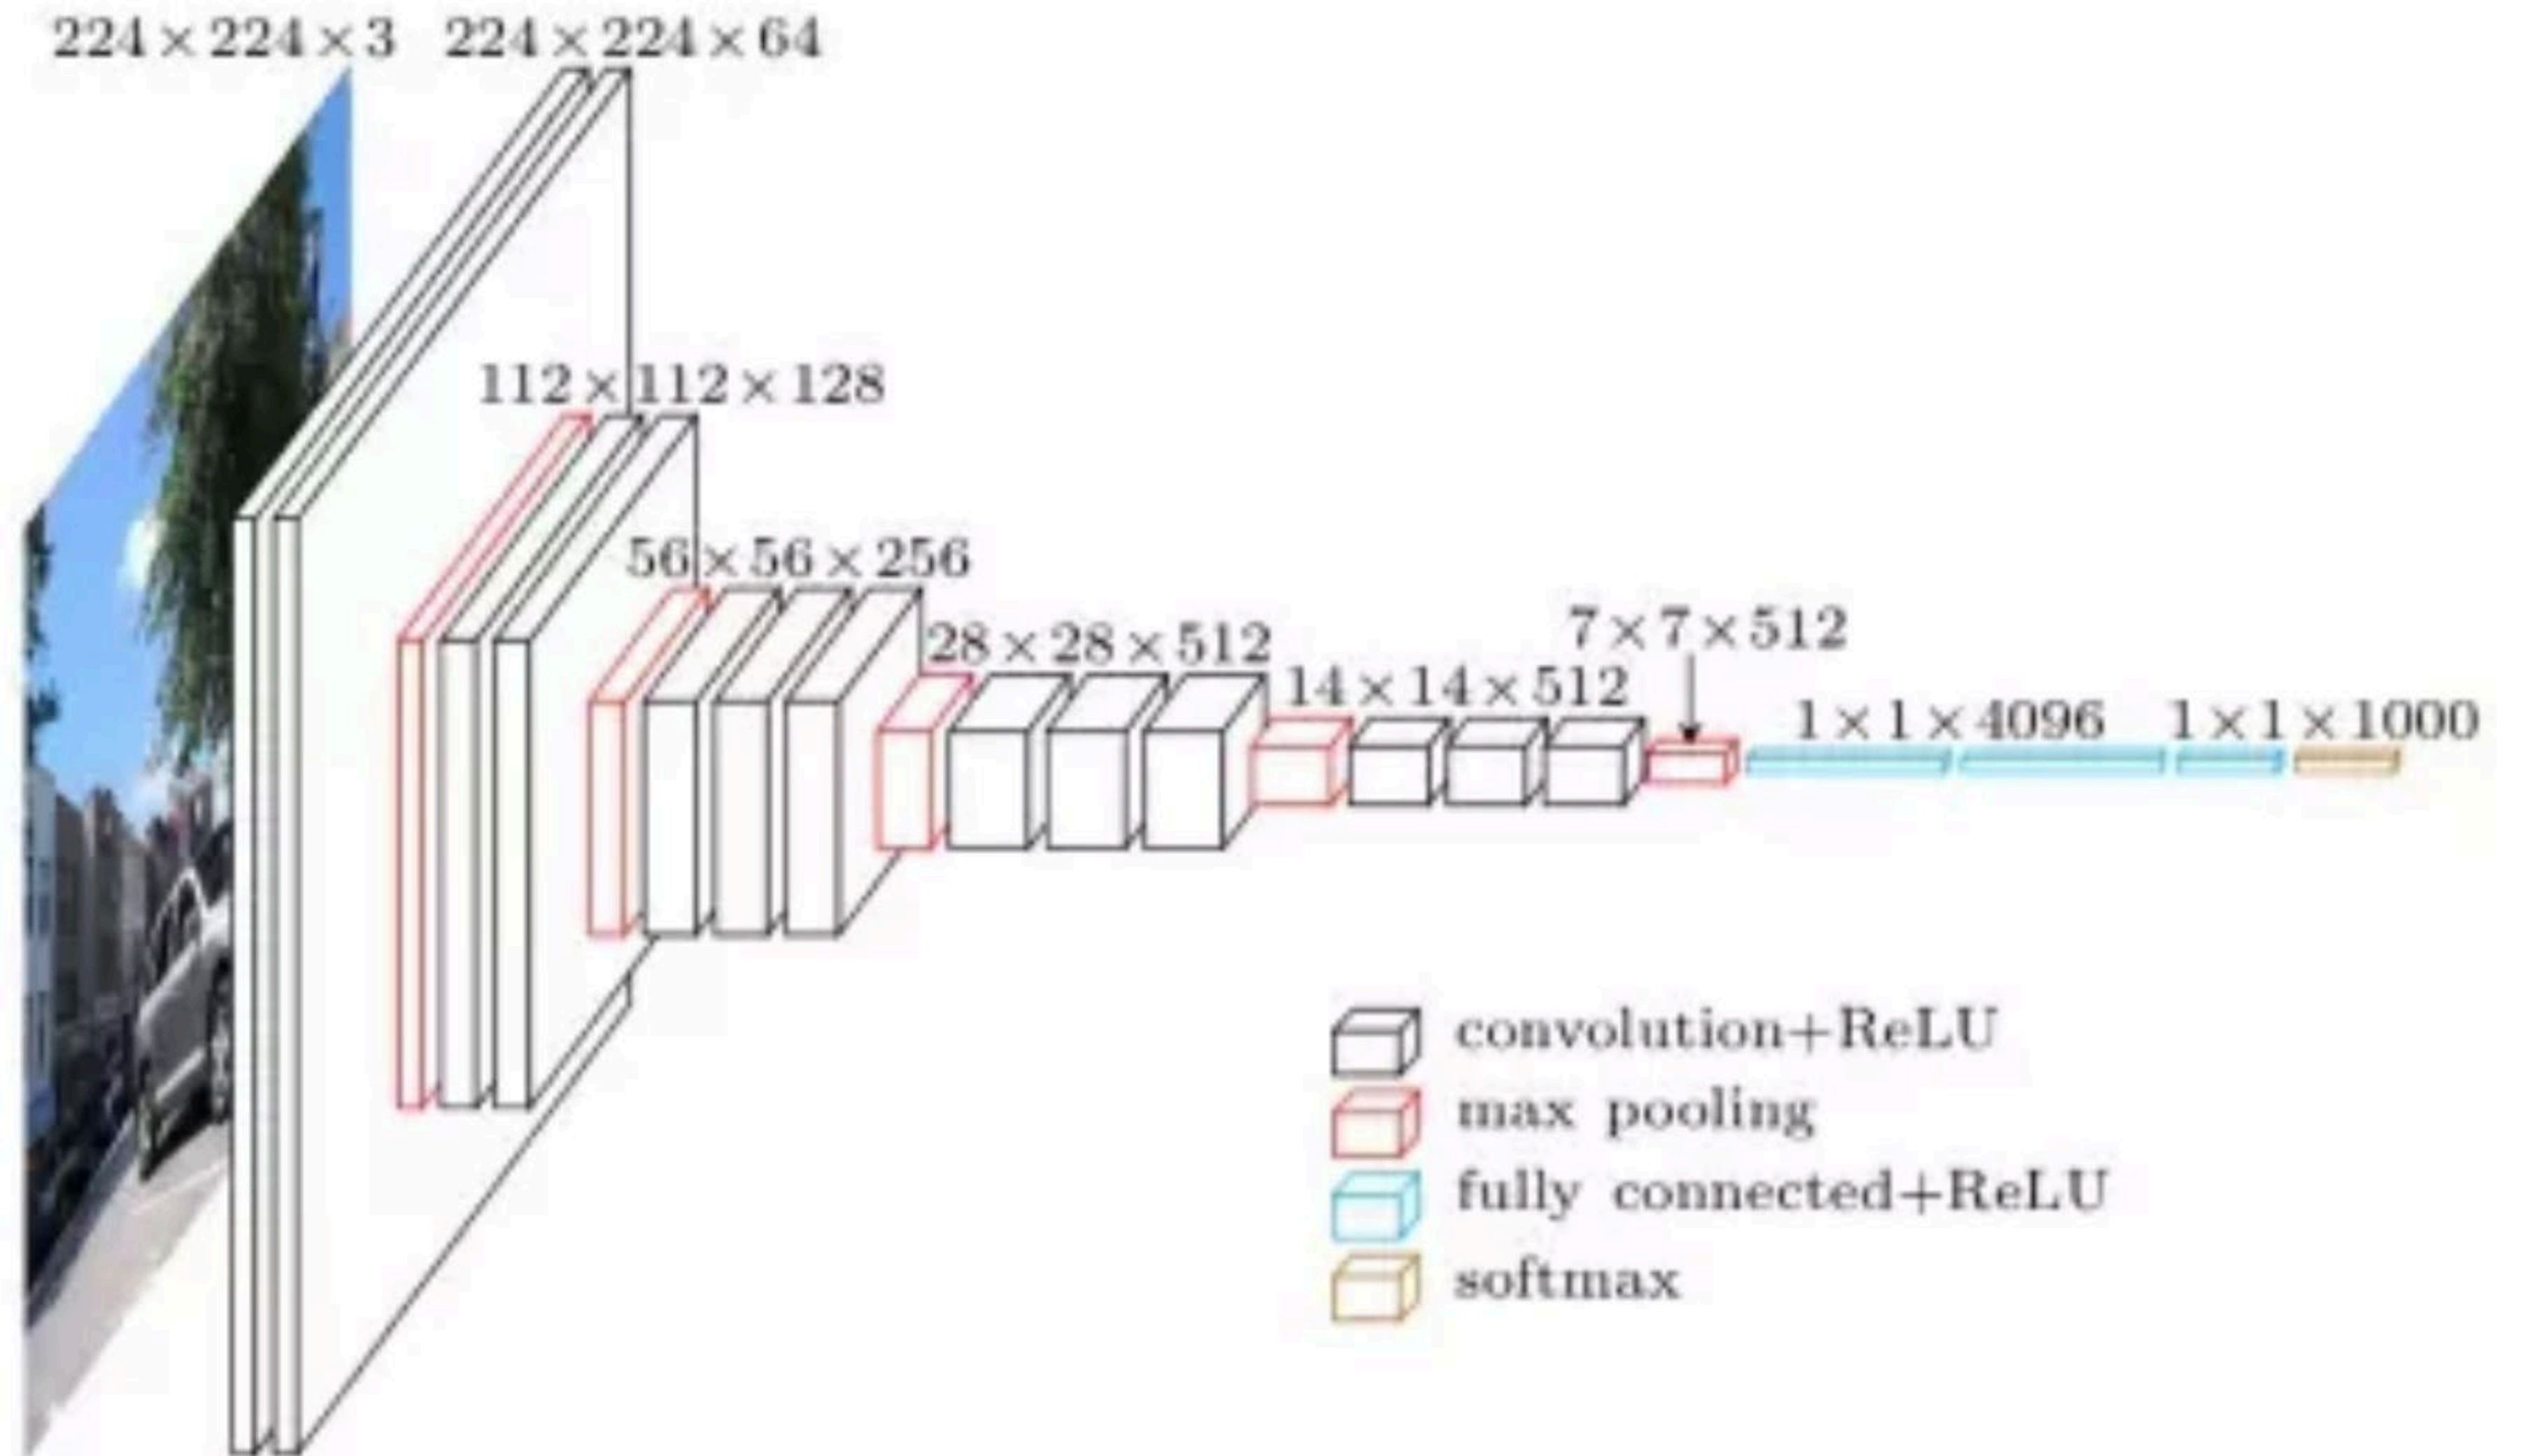 224×224×3
224×224×64
112×112×128
56×56×256
28×28×512
14×14×512
7×7×512
1×1×4096
1×1×1000
convolution+ReLU
max pooling
fully connected+ReLU
softmax